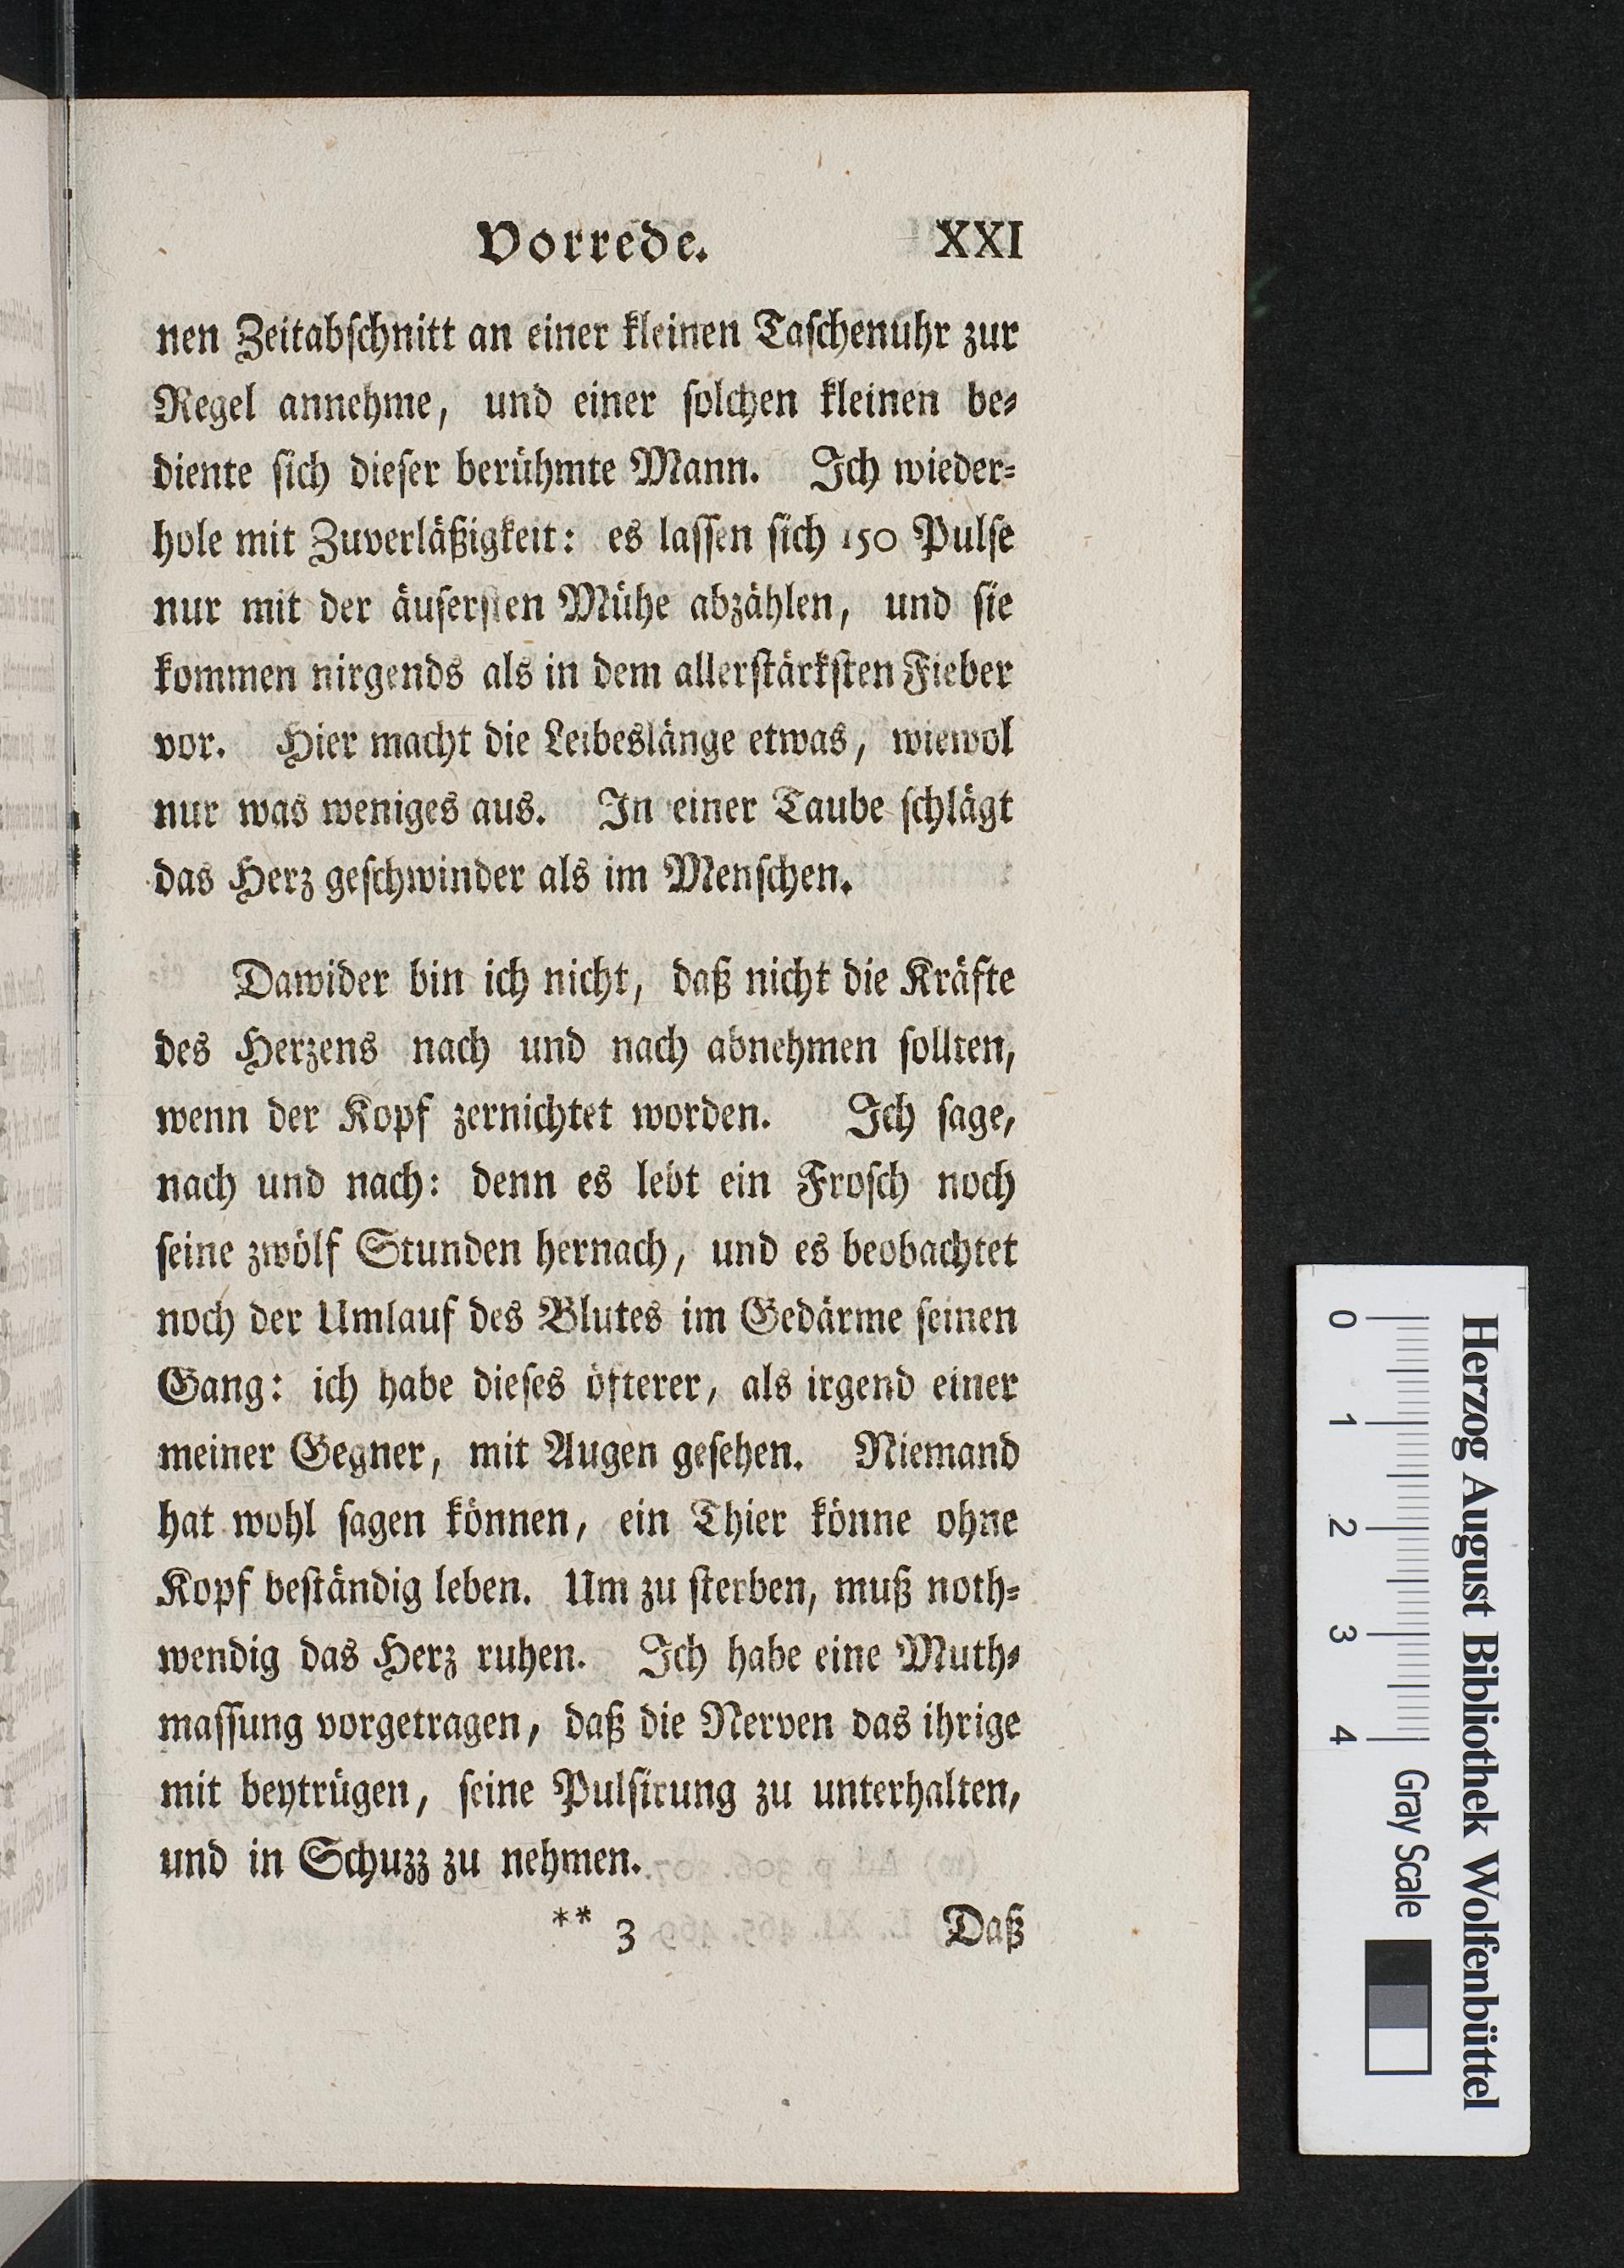 Vorrede. XXI
nen Zeitabſchnitt an einer kleinen Taſchenuhr zur
Regel annehme, und einer ſolchen kleinen be⸗
diente ſich dieſer berühmte Mann. Ich wieder⸗
hole mit Zuverläßigkeit: es laſſen ſich 150 Pulſe
nur mit der äuſerſten Mühe abzählen, und ſie
kommen nirgends als in dem allerſtärkſten Fieber
vor. Hier macht die Leibeslänge etwas, wiewol
nur was weniges aus. In einer Taube ſchlägt
das Herz geſchwinder als im Menſchen.
Dawider bin ich nicht, daß nicht die Kräfte
des Herzens nach und nach abnehmen ſollten,
wenn der Kopf zernichtet worden. Ich ſage,
nach und nach: denn es lebt ein Froſch noch
ſeine zwölf Stunden hernach, und es beobachtet
noch der Umlauf des Blutes im Gedärme ſeinen
Gang: ich habe dieſes öfterer, als irgend einer
meiner Gegner, mit Augen geſehen. Niemand
hat wohl ſagen können, ein Thier könne ohne
Kopf beſtändig leben. Um zu ſterben, muß noth⸗
wendig das Herz ruhen. Ich habe eine Muth⸗
maſſung vorgetragen, daß die Nerven das ihrige
mit beytrügen, ſeine Pulſirung zu unterhalten,
und in Schuzz zu nehmen.
** 3 Daß
Herzog August Bibliothek Wolfenbüttel
0 1 2 3 4 Gray Scale